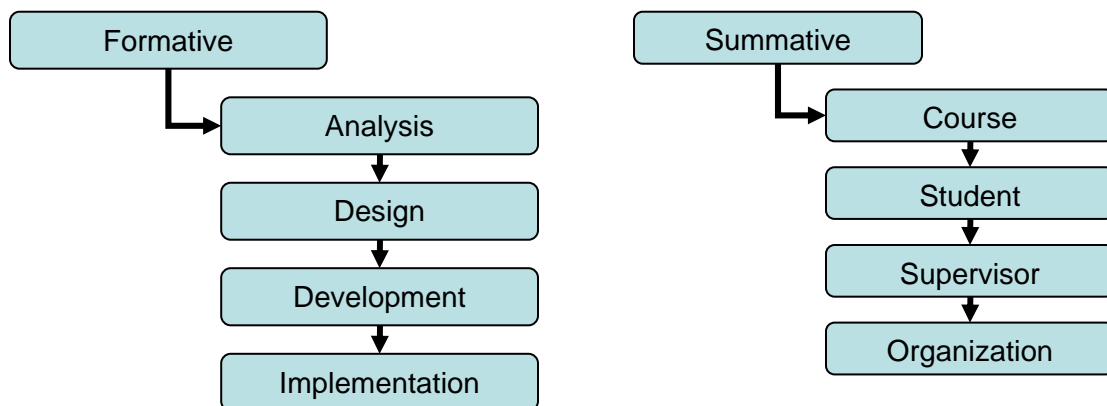 Formative
Analysis
Design
Development
Implementation
Summative
Course
Student
Supervisor
Organization